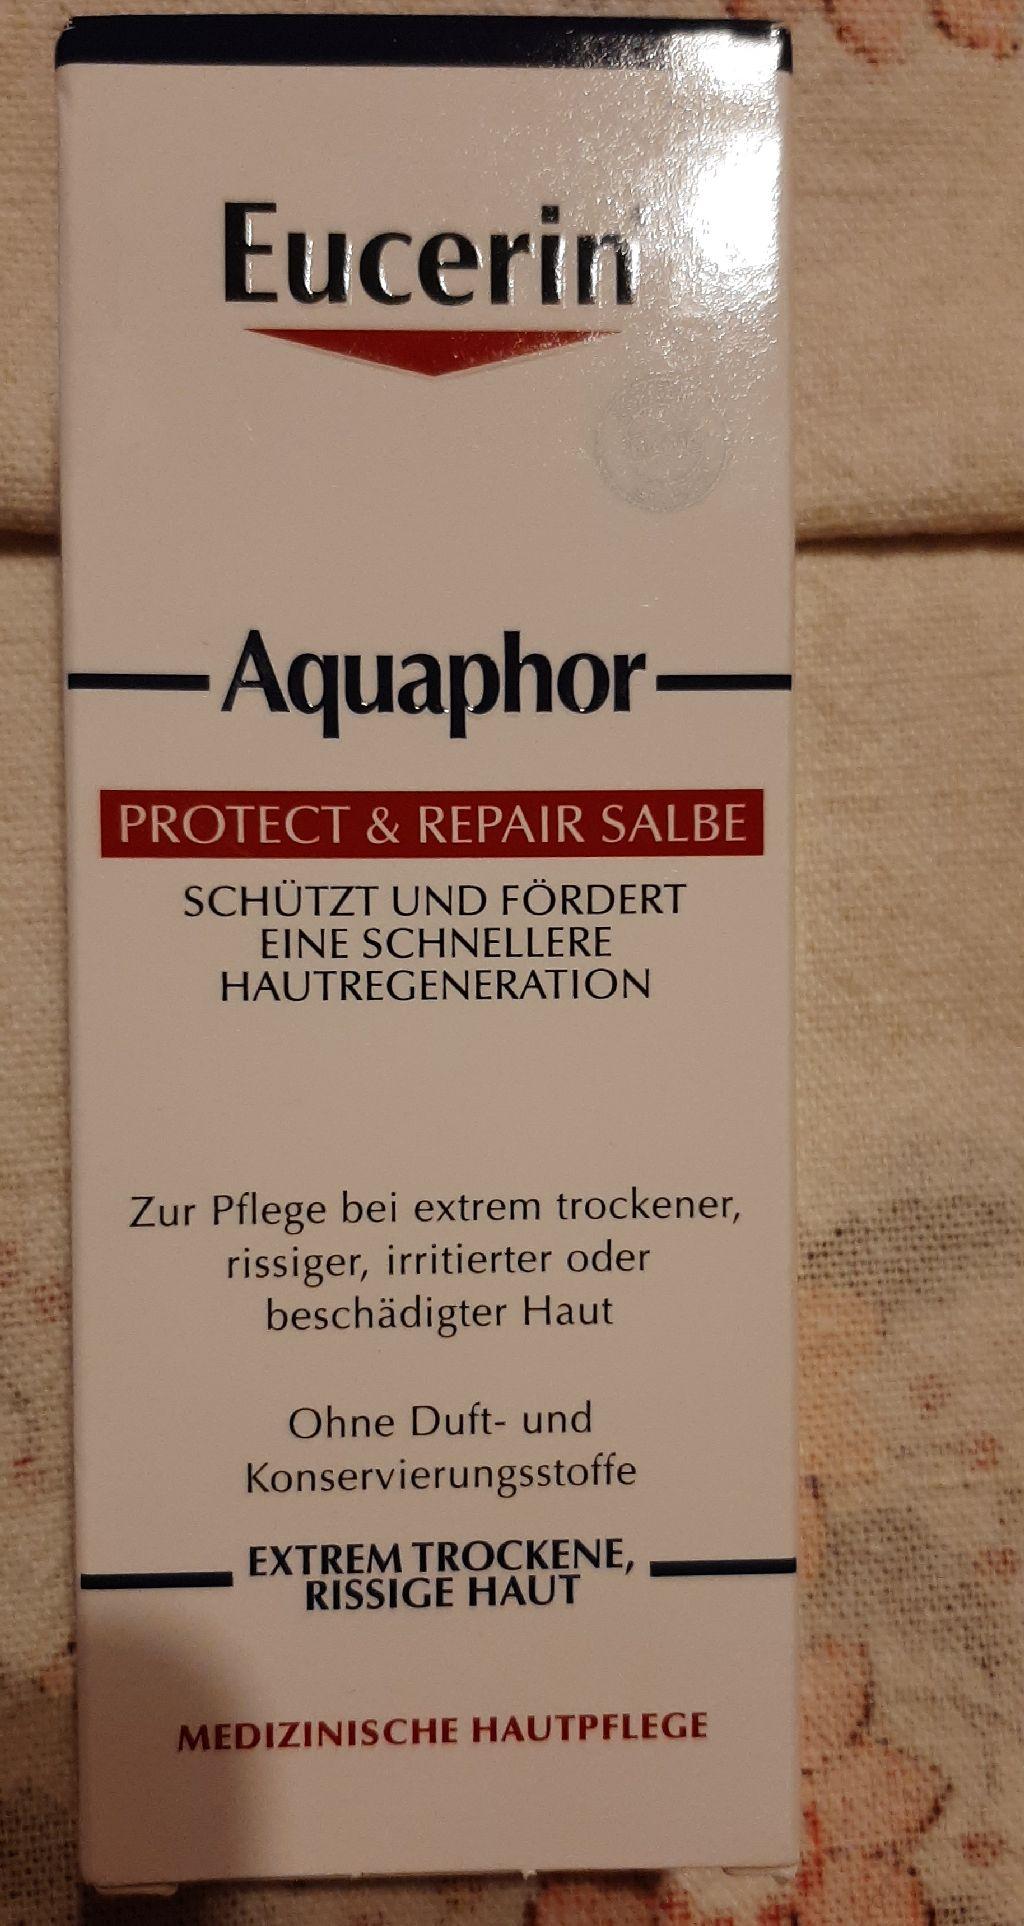 Eucerin
Aquaphor
PROTECT & REPAIR SALBE
SCHÜTZT UND FÖRDERT
EINE SCHNELLERE
HAUTREGENERATION
Zur Pflege bei extrem trockener,
rissiger, irritierter oder
beschädigter Haut
Ohne Duft- und
Konservierungsstoffe
EXTREM TROCKENE,
RISSIGE HAUT
MEDIZINISCHE HAUTPFLEGE